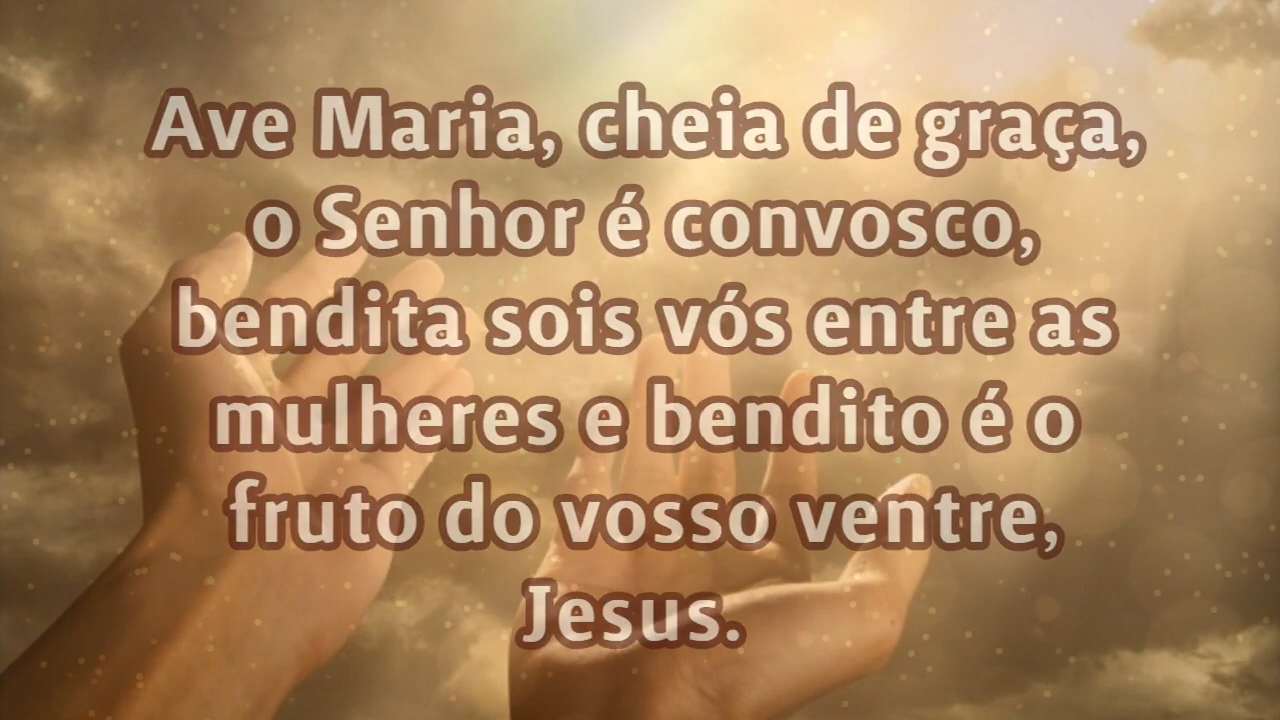 Ave Maria, cheia de graça,
o Senhor é convosco,
bendita sois vós entre as
mulheres e bendito é o
fruto do vosso ventre,
Jesus.